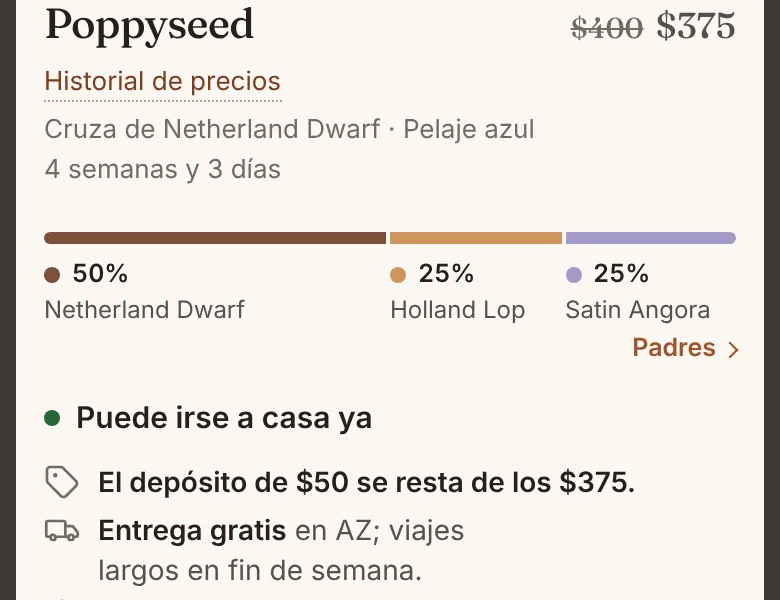 Poppyseed
$400 $375
Historial de precios
Cruza de Netherland Dwarf · Pelaje azul
4 semanas y 3 días
50%
Netherland Dwarf
25%
Holland Lop
25%
Satin Angora
Padres
Puede irse a casa ya
El depósito de $50 se resta de los $375.
Entrega gratis en AZ; viajes
largos en fin de semana.